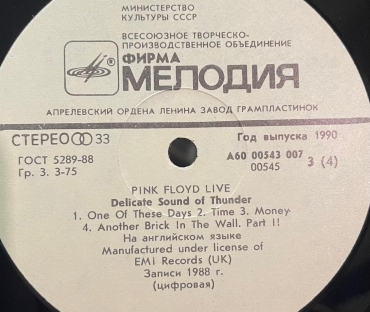 МИНИСТЕРСТВО
КУЛЬТУРЫ СССР
ВСЕСОЮЗНОЕ ТВОРЧЕСКО-
ПРОИЗВОДСТВЕННОЕ ОБЪЕДИНЕНИЕ
ФИРМА
МЕЛОДИЯ
АПРЕЛЕВСКИЙ ОРДЕНА ЛЕНИНА ЗАВОД ГРАМПЛАСТИНОК
СТЕРЕО 33
Год выпуска 1990
ГОСТ 5289-88
А60 00543 007
Гр. 3. 3-75
00545
3 (4)
PINK FLOYD LIVE
Delicate Sound of Thunder
1. One Of These Days 2. Time 3. Money
4. Another Brick In The Wall. Part II
На английском языке
Manufactured under license of
EMI Records (UK)
Записи 1988 г.
(цифровая)